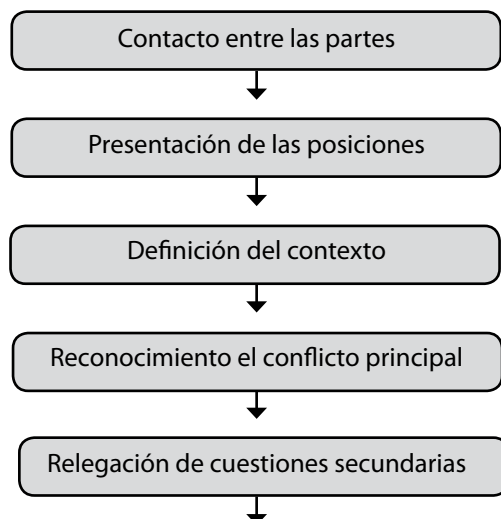 Contacto entre las partes
Presentación de las posiciones
Definición del contexto
Reconocimiento el conflicto principal
Relegación de cuestiones secundarias